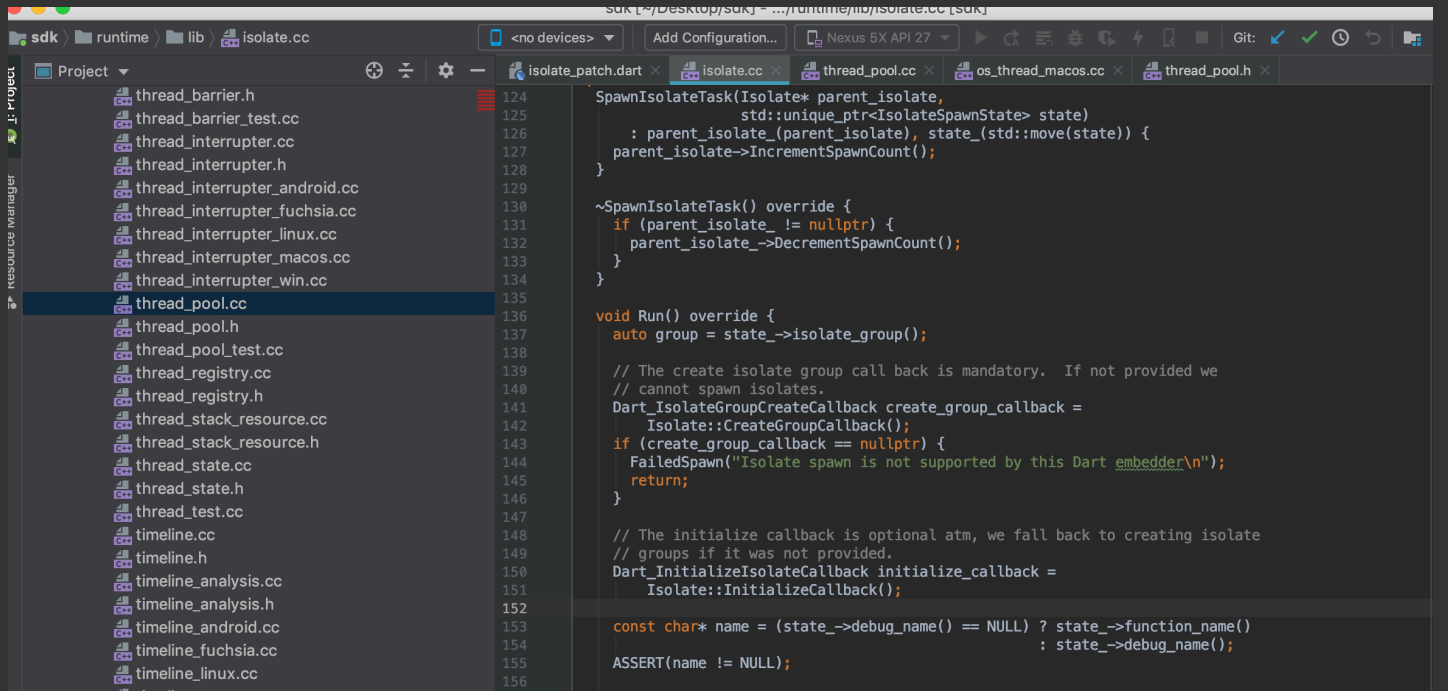 sdk [~/Desktop/sdk] - .../runtime/lib/isolate.cc [sdk]
sdk runtime lib isolate.cc <no devices> Add Configuration... Nexus 5X API 27 Git:
Project
isolate_patch.dart isolate.cc thread_pool.cc os_thread_macos.cc thread_pool.h
thread_barrier.h
thread_barrier_test.cc
thread_interrupter.cc
thread_interrupter.h
thread_interrupter_android.cc
thread_interrupter_fuchsia.cc
thread_interrupter_linux.cc
thread_interrupter_macos.cc
thread_interrupter_win.cc
thread_pool.cc
thread_pool.h
thread_pool_test.cc
thread_registry.cc
thread_registry.h
thread_stack_resource.cc
thread_stack_resource.h
thread_state.cc
thread_state.h
thread_test.cc
timeline.cc
timeline.h
timeline_analysis.cc
timeline_analysis.h
timeline_android.cc
timeline_fuchsia.cc
timeline_linux.cc
124 SpawnIsolateTask(Isolate* parent_isolate,
125 std::unique_ptr<IsolateSpawnState> state)
126 : parent_isolate_(parent_isolate), state_(std::move(state)) {
127 parent_isolate->IncrementSpawnCount();
128 }
129
130 ~SpawnIsolateTask() override {
131 if (parent_isolate_ != nullptr) {
132 parent_isolate_->DecrementSpawnCount();
133 }
134 }
135
136 void Run() override {
137 auto group = state_->isolate_group();
138
139 // The create isolate group call back is mandatory.  If not provided we
140 // cannot spawn isolates.
141 Dart_IsolateGroupCreateCallback create_group_callback =
142 Isolate::CreateGroupCallback();
143 if (create_group_callback == nullptr) {
144 FailedSpawn("Isolate spawn is not supported by this Dart embedder\n");
145 return;
146 }
147
148 // The initialize callback is optional atm, we fall back to creating isolate
149 // groups if it was not provided.
150 Dart_InitializeIsolateCallback initialize_callback =
151 Isolate::InitializeCallback();
152
153 const char* name = (state_->debug_name() == NULL) ? state_->function_name()
154 : state_->debug_name();
155 ASSERT(name != NULL);
156